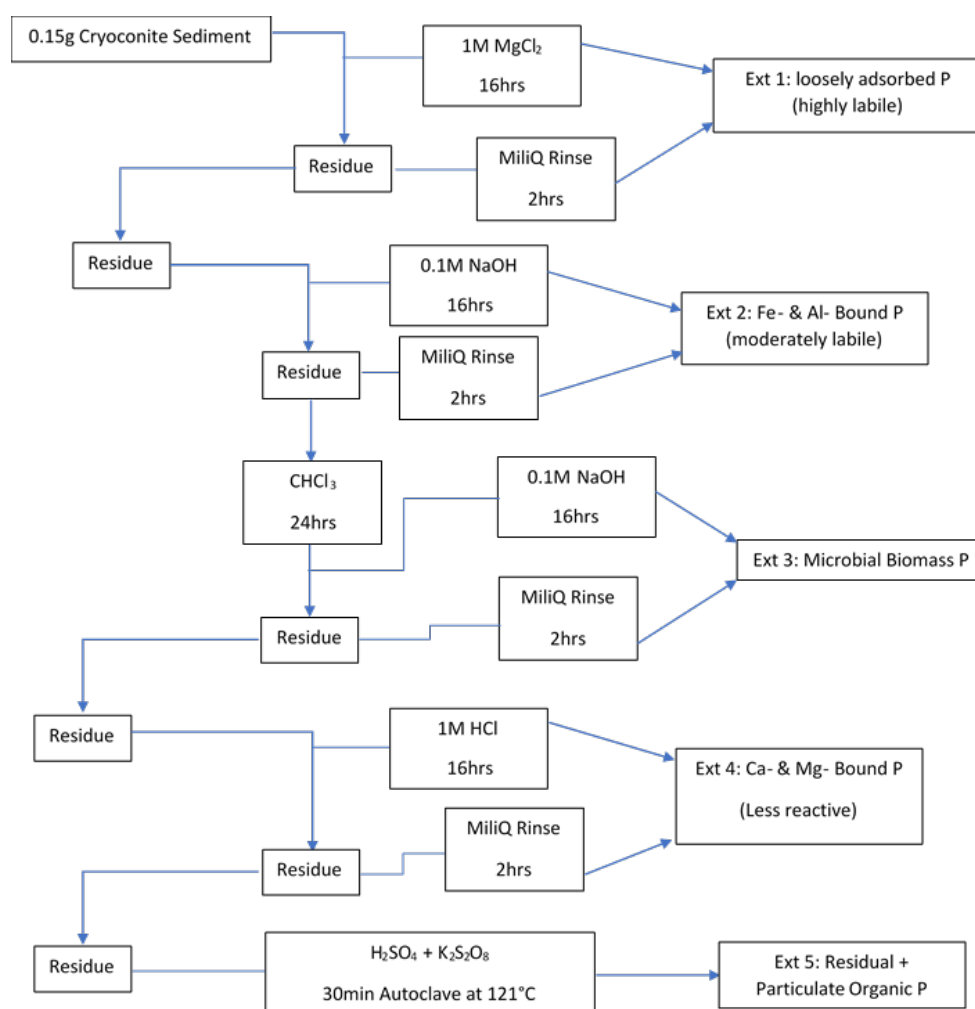 0.15g Cryoconite Sediment
1M MgCl₂
16hrs
Ext 1: loosely adsorbed P
(highly labile)
Residue
MiliQ Rinse
2hrs
Residue
0.1M NaOH
16hrs
Ext 2: Fe- & Al- Bound P
(moderately labile)
Residue
MiliQ Rinse
2hrs
CHCl₃
24hrs
0.1M NaOH
16hrs
Ext 3: Microbial Biomass P
Residue
MiliQ Rinse
2hrs
Residue
1M HCl
16hrs
Ext 4: Ca- & Mg- Bound P
(Less reactive)
Residue
MiliQ Rinse
2hrs
Residue
H₂SO₄ + K₂S₂O₈
30min Autoclave at 121°C
Ext 5: Residual +
Particulate Organic P